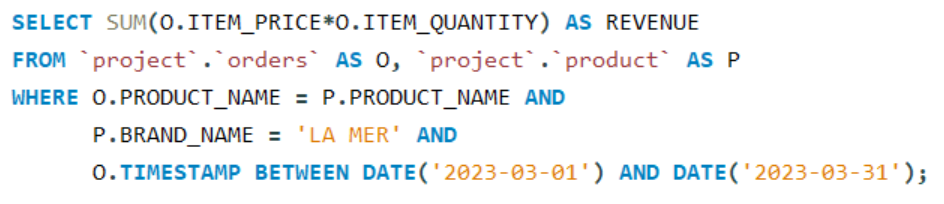 SELECT SUM(O.ITEM_PRICE*O.ITEM_QUANTITY) AS REVENUE
FROM `project`.`orders` AS O, `project`.`product` AS P
WHERE O.PRODUCT_NAME = P.PRODUCT_NAME AND
P.BRAND_NAME = 'LA MER' AND
O.TIMESTAMP BETWEEN DATE('2023-03-01') AND DATE('2023-03-31');